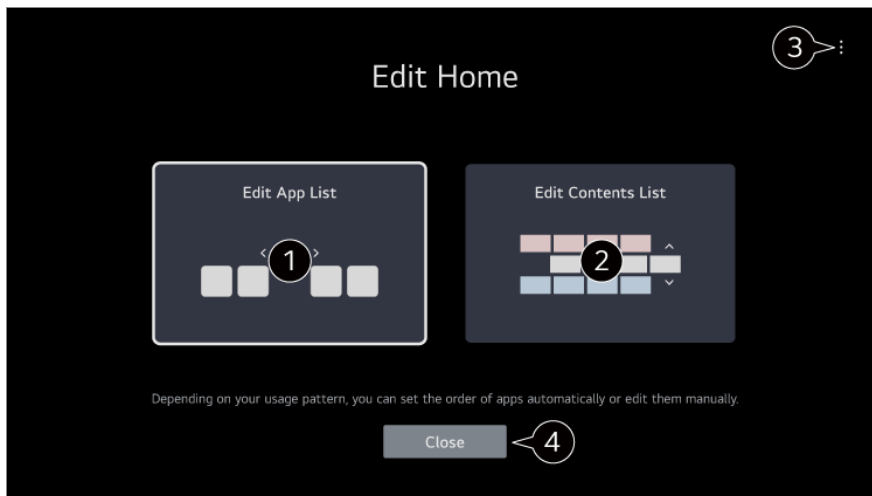 3
Edit Home
Edit App List
Edit Contents List
1
2
Depending on your usage pattern, you can set the order of apps automatically or edit them manually.
Close
4